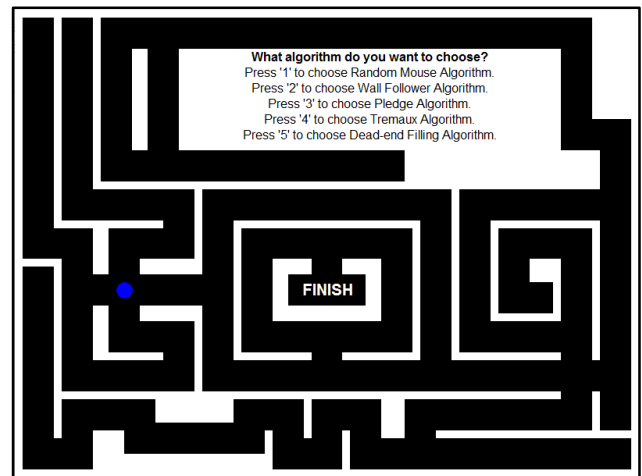 What algorithm do you want to choose?
Press '1' to choose Random Mouse Algorithm.
Press '2' to choose Wall Follower Algorithm.
Press '3' to choose Pledge Algorithm.
Press '4' to choose Tremaux Algorithm.
Press '5' to choose Dead-end Filling Algorithm.
FINISH